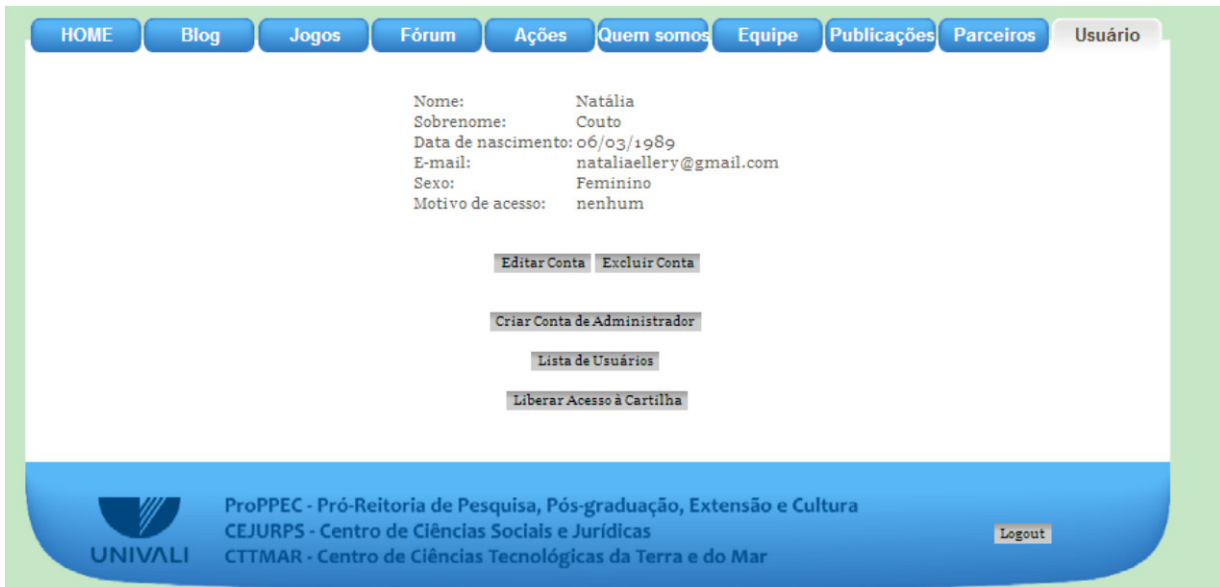 HOME Blog Jogos Fórum Ações Quem somos Equipe Publicações Parceiros Usuário
Nome: Natália
Sobrenome: Couto
Data de nascimento: 06/03/1989
E-mail: nataliaellery@gmail.com
Sexo: Feminino
Motivo de acesso: nenhum
Editar Conta Excluir Conta
Criar Conta de Administrador
Lista de Usuários
Liberar Acesso à Cartilha
ProPPEC - Pró-Reitoria de Pesquisa, Pós-graduação, Extensão e Cultura
CEJURPS - Centro de Ciências Sociais e Jurídicas
CTTMAR - Centro de Ciências Tecnológicas da Terra e do Mar
UNIVALI
Logout